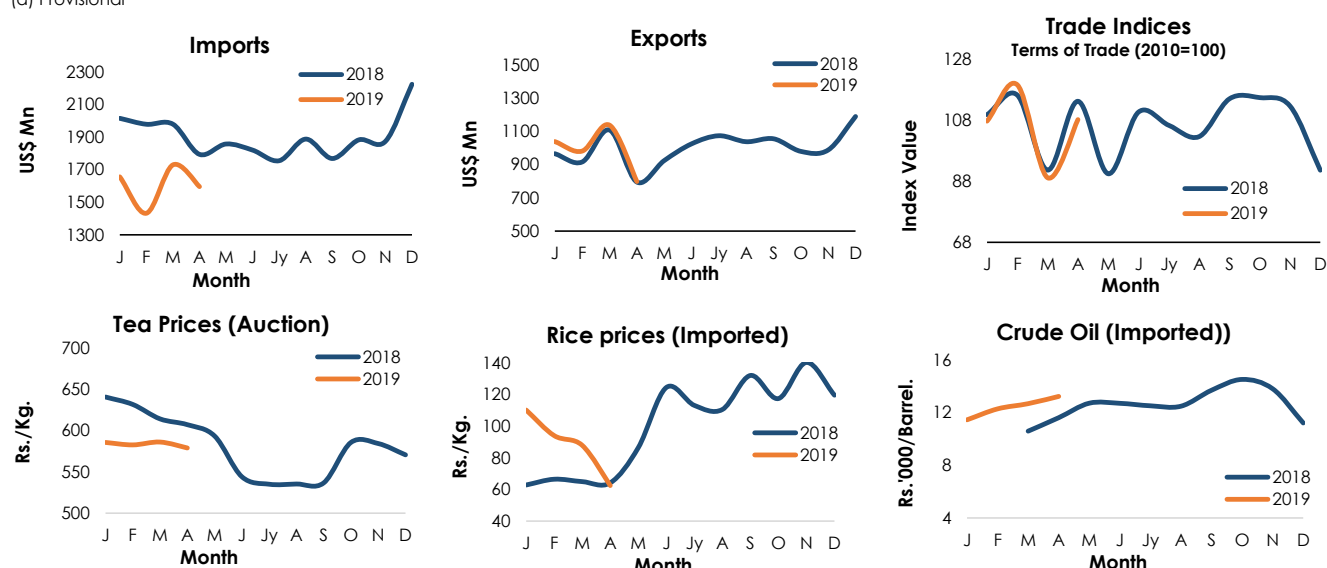 (a) Provisional
Imports
US$ Mn
2300
2100
1900
1700
1500
1300
2018
2019
J F M A M J Jy A S O N D
Month
Exports
US$ Mn
1500
1300
1100
900
700
500
2018
2019
J F M A M J Jy A S O N D
Month
Trade Indices
Terms of Trade (2010=100)
Index Value
128
108
88
68
2018
2019
J F M A M J Jy A S O N D
Month
Tea Prices (Auction)
Rs./Kg.
700
650
600
550
500
2018
2019
J F M A M J Jy A S O N D
Month
Rice prices (Imported)
Rs./Kg.
140
120
100
80
60
40
2018
2019
J F M A M J Jy A S O N D
Month
Crude Oil (Imported))
Rs.'000/Barrel.
16
12
8
4
2018
2019
J F M A M J Jy A S O N D
Month